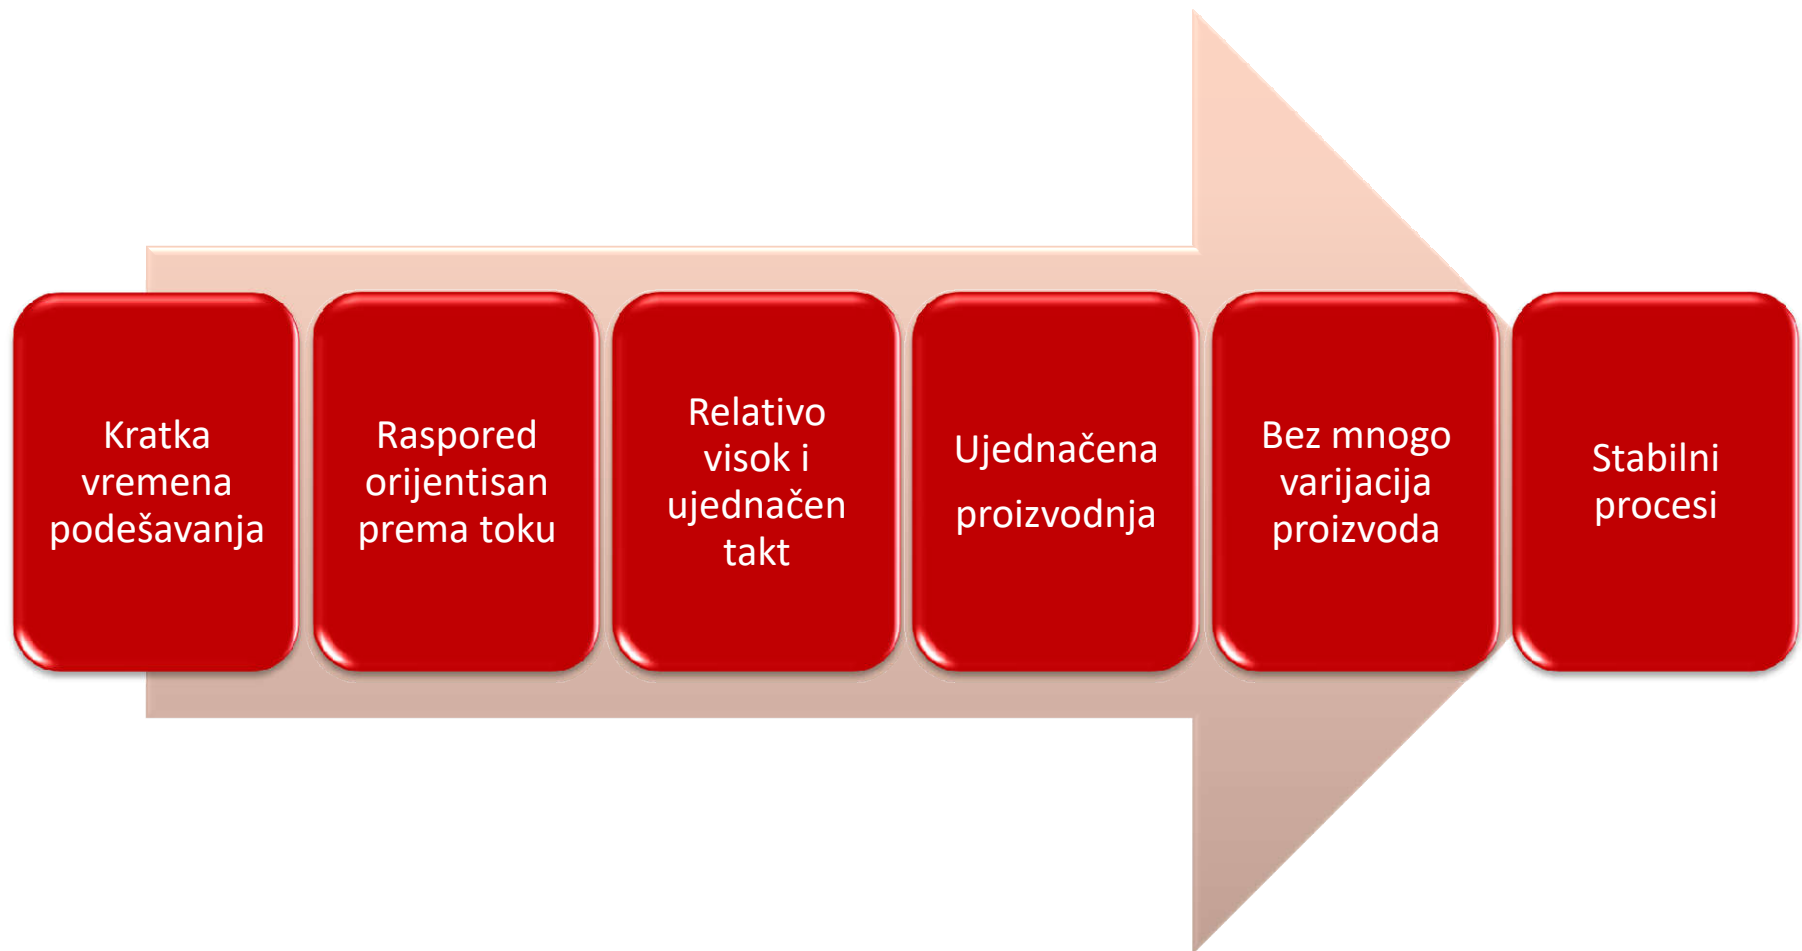 Kratka
vremena
podešavanja
Raspored
orijentisan
prema toku
Relativo
visok i
ujednačen
takt
Ujednačena
proizvodnja
Bez mnogo
varijacija
proizvoda
Stabilni
procesi